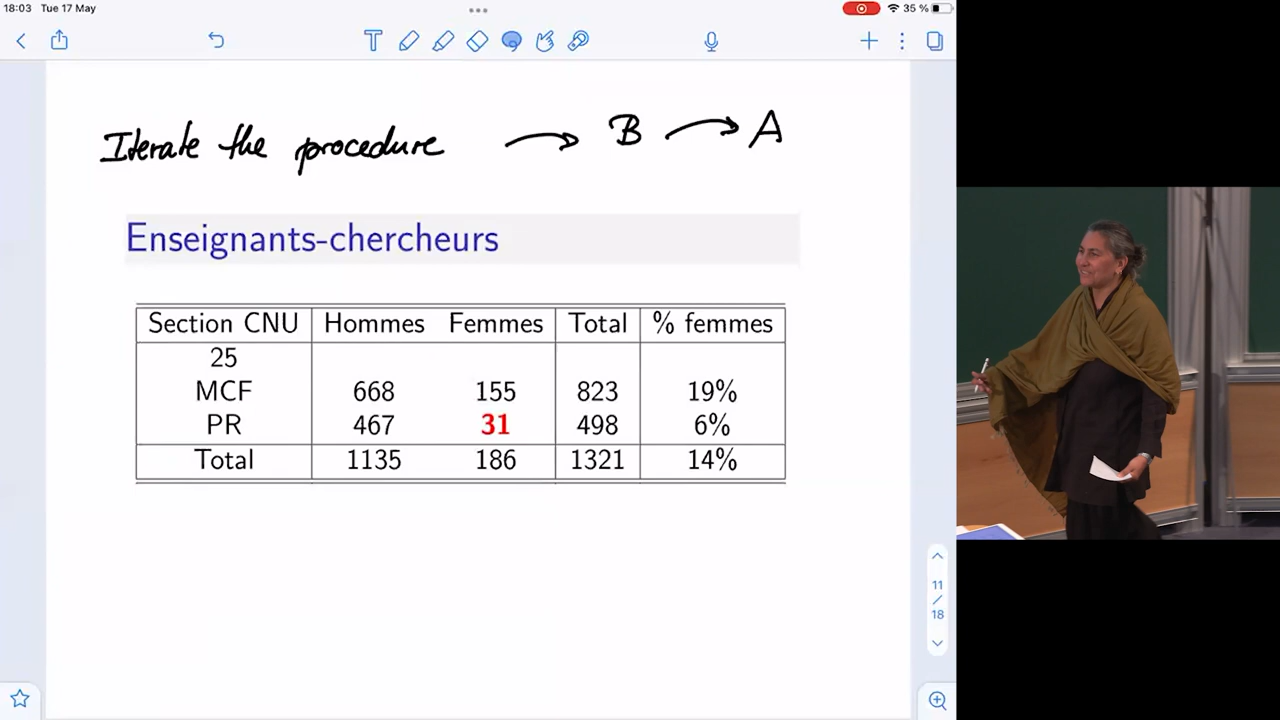 18:03 Tue 17 May
35 %
Iterate the procedure → B → A
Enseignants-chercheurs
Section CNU Hommes Femmes Total % femmes
25
MCF 668 155 823 19%
PR 467 31 498 6%
Total 1135 186 1321 14%
11
/
18